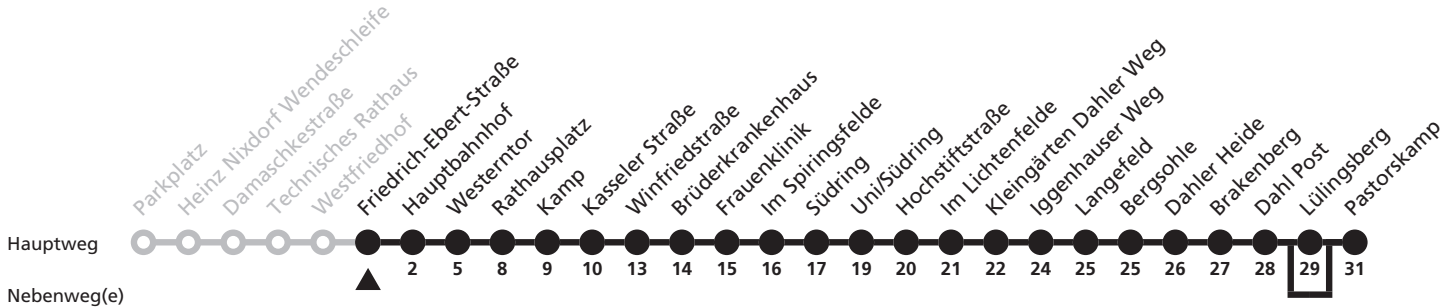 Parkplatz
Heinz Nixdorf Wendeschleife
Damaschkestraße
Technisches Rathaus
Westfriedhof
Friedrich-Ebert-Straße
Hauptbahnhof
Westerntor
Rathausplatz
Kamp
Kasseler Straße
Winfriedstraße
Brüderkrankenhaus
Frauenklinik
Im Spiringsfelde
Südring
Uni/Südring
Hochstiftstraße
Im Lichtenfelde
Kleingärten Dahler Weg
Iggenhauser Weg
Langefeld
Bergsohle
Dahler Heide
Brakenberg
Dahl Post
Lülingsberg
Pastorskamp
Hauptweg
2 5 8 9 10 13 14 15 16 17 19 20 21 22 24 25 25 26 27 28 29 31
Nebenweg(e)